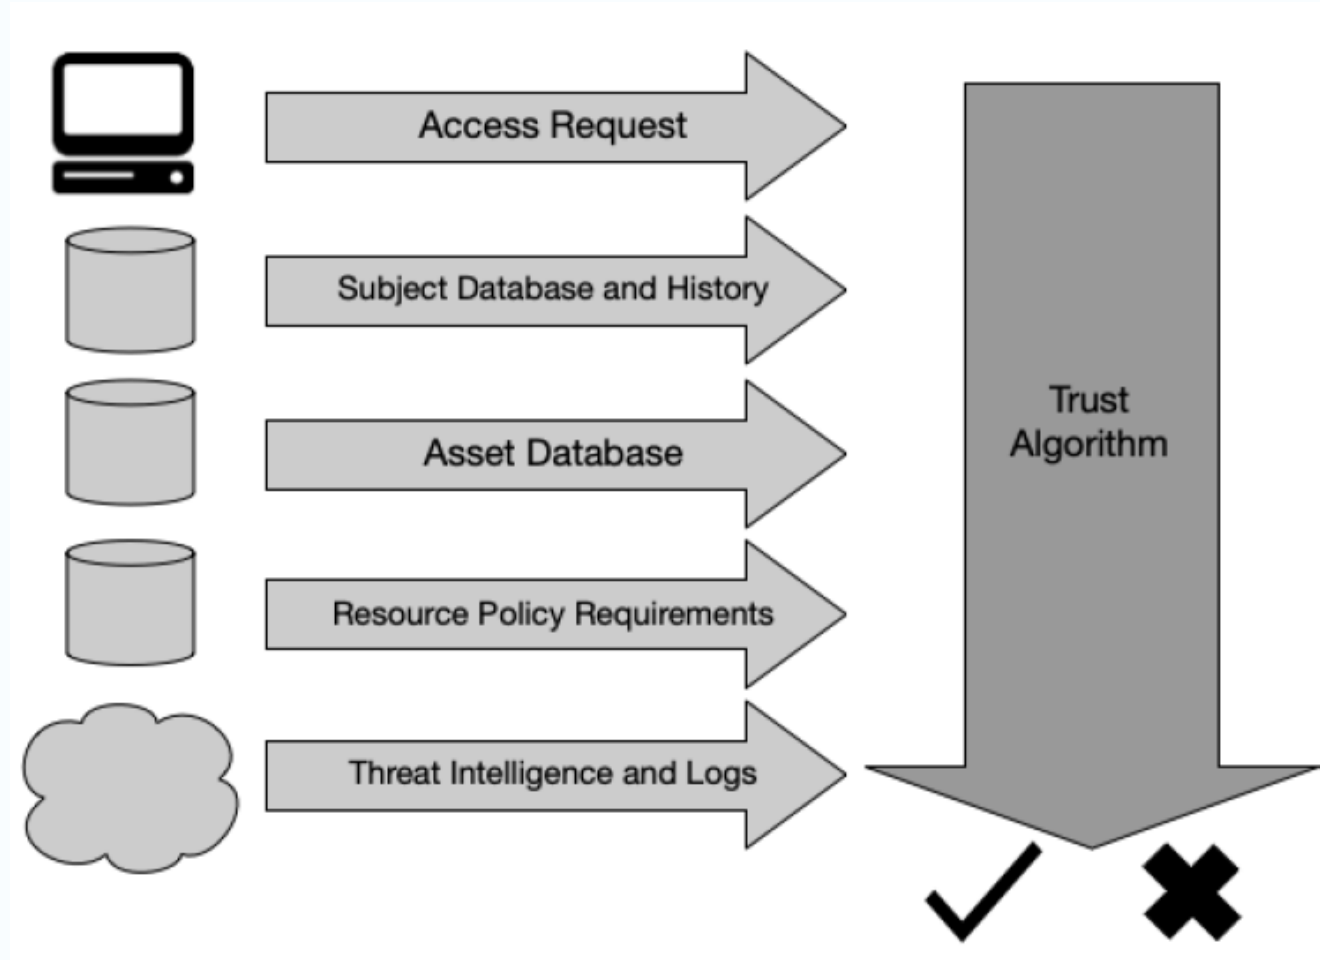 Access Request
Subject Database and History
Asset Database
Resource Policy Requirements
Threat Intelligence and Logs
Trust
Algorithm